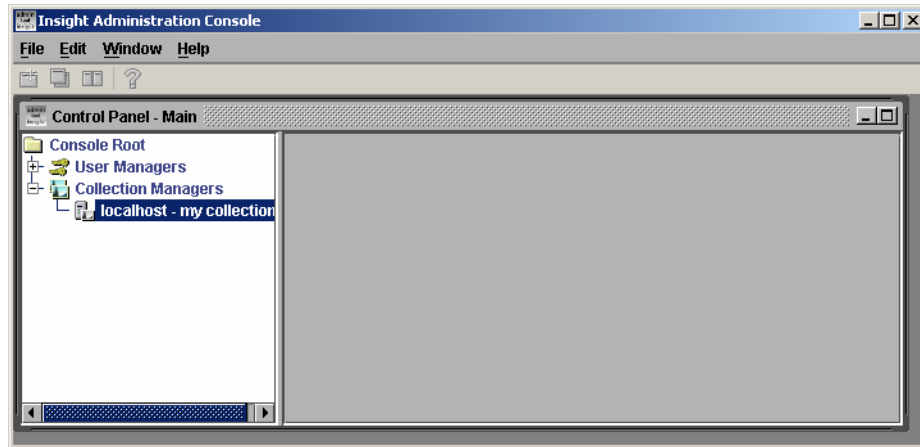 Insight Administration Console
File Edit Window Help
Control Panel - Main
Console Root
User Managers
Collection Managers
localhost - my collection